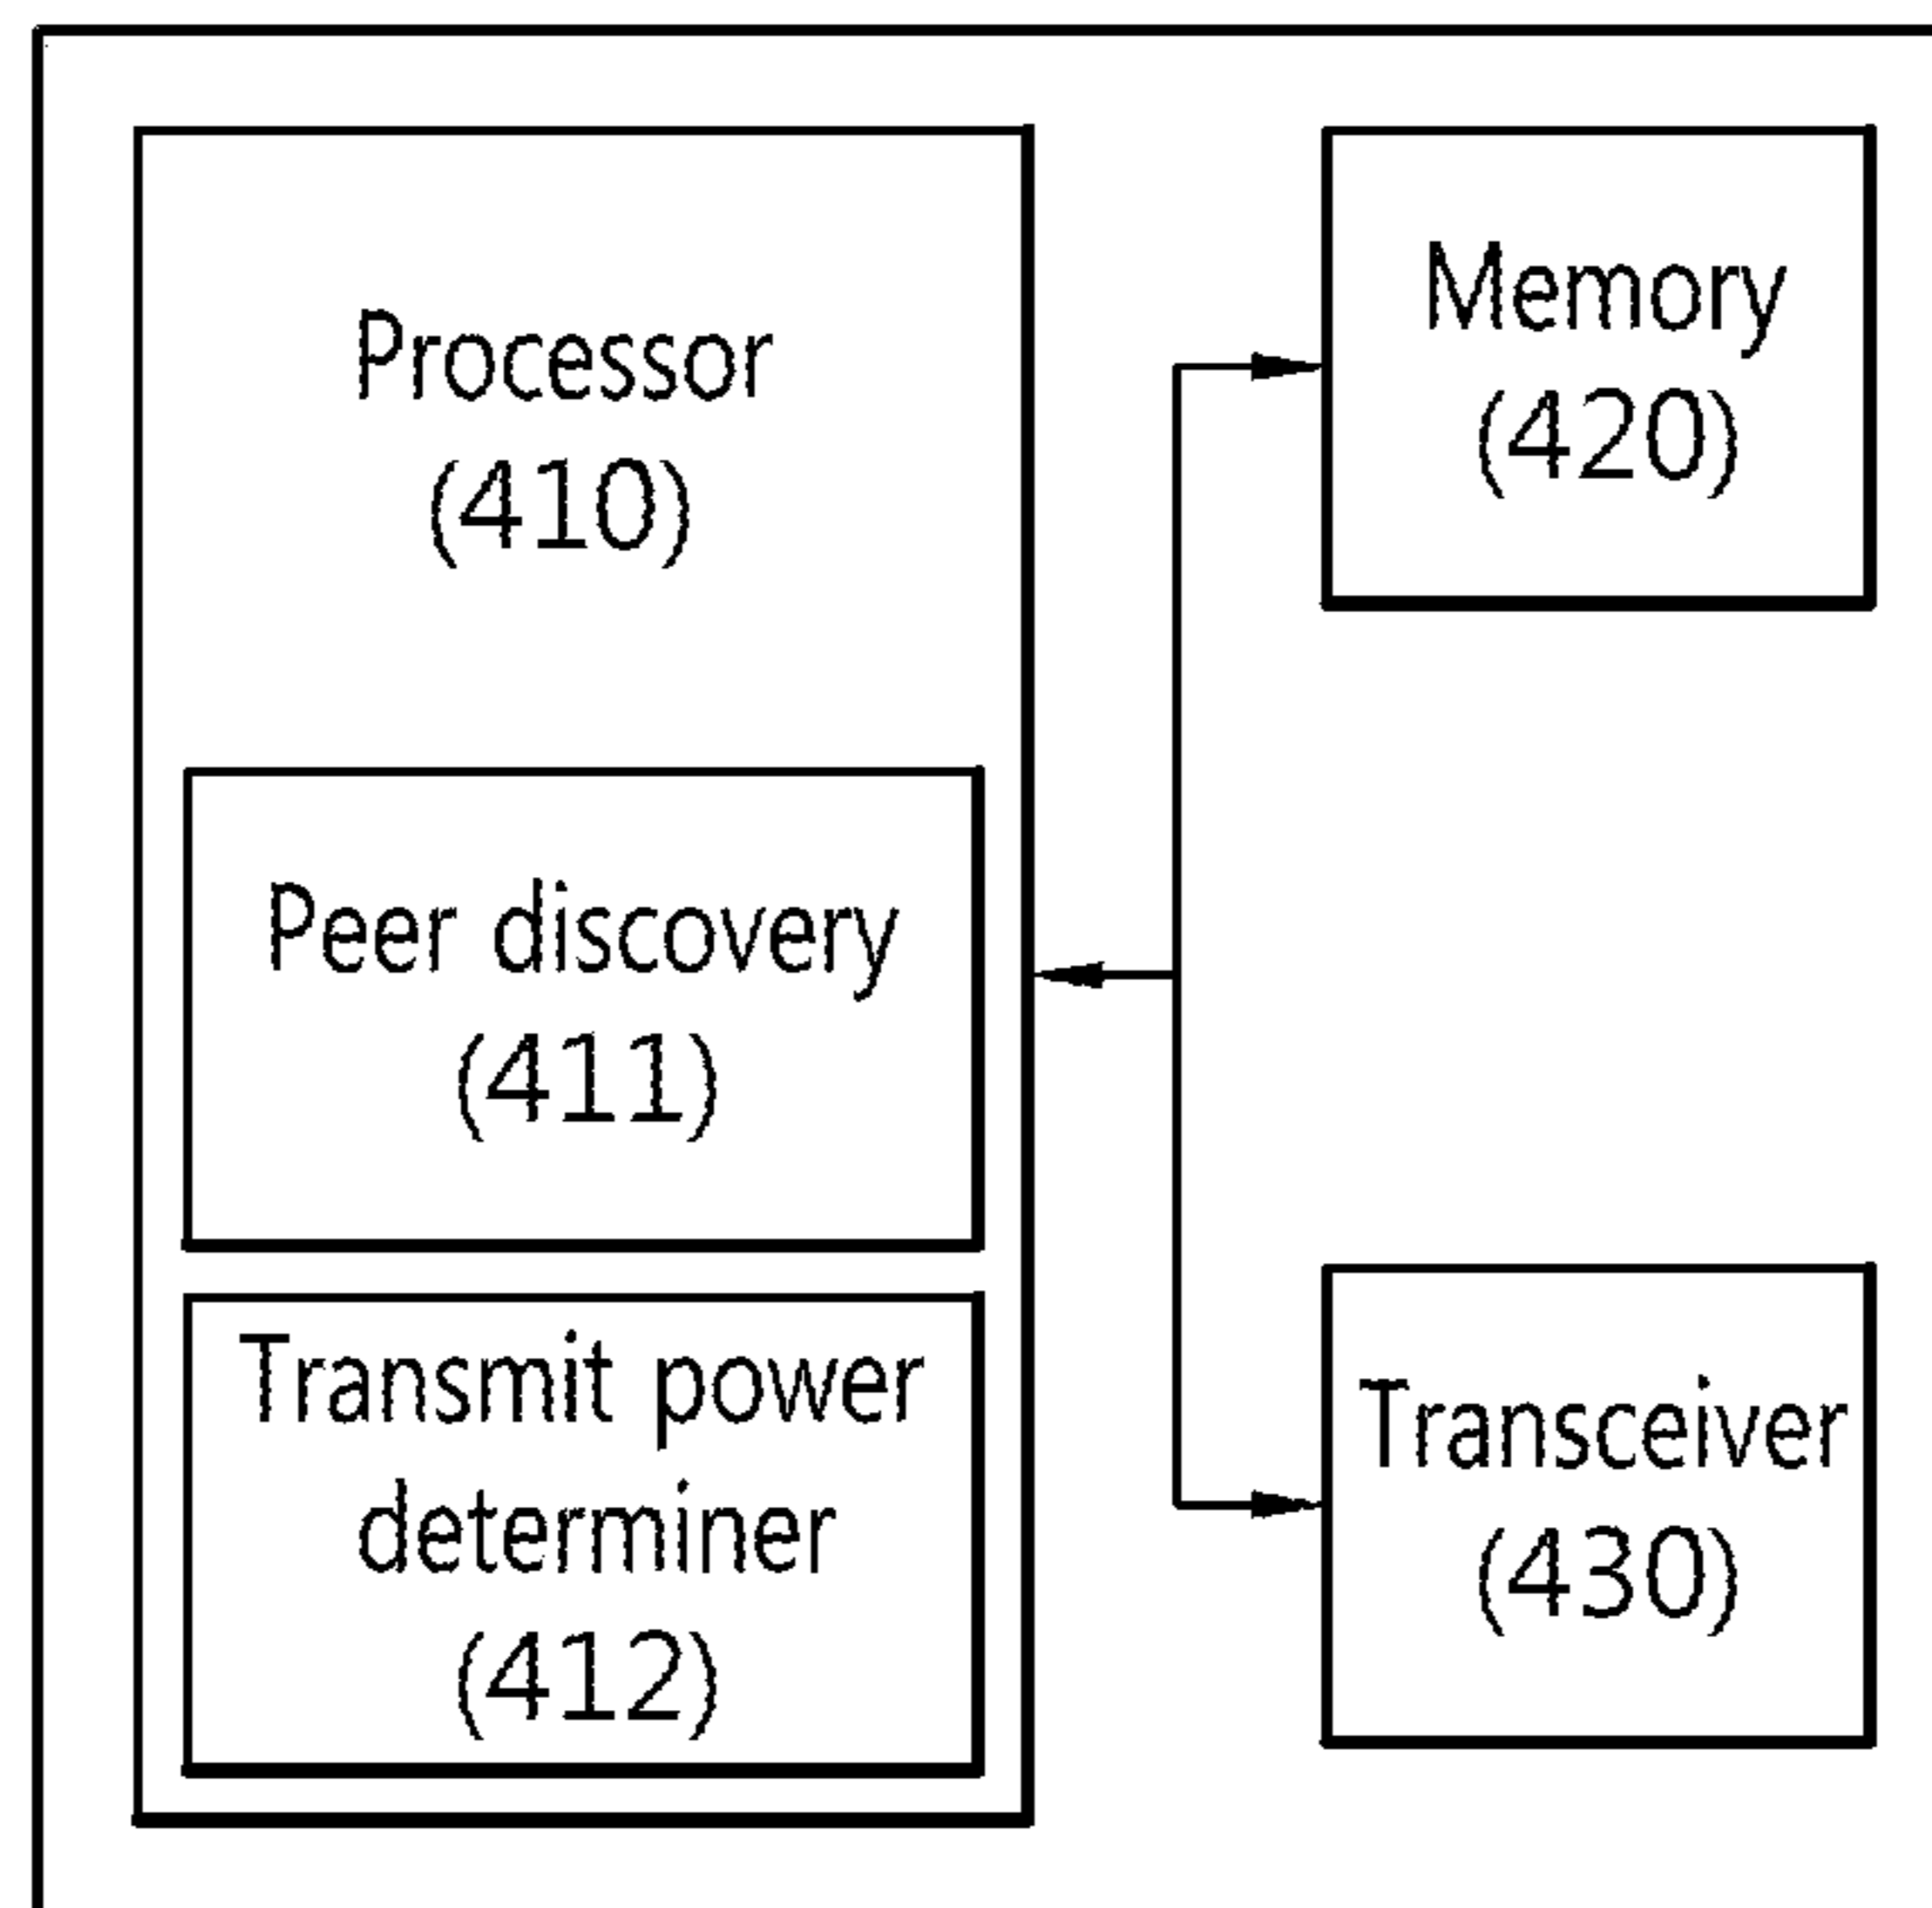 Processor
(410)
Peer discovery
(411)
Transmit power
determiner
(412)
Memory
(420)
Transceiver
(430)